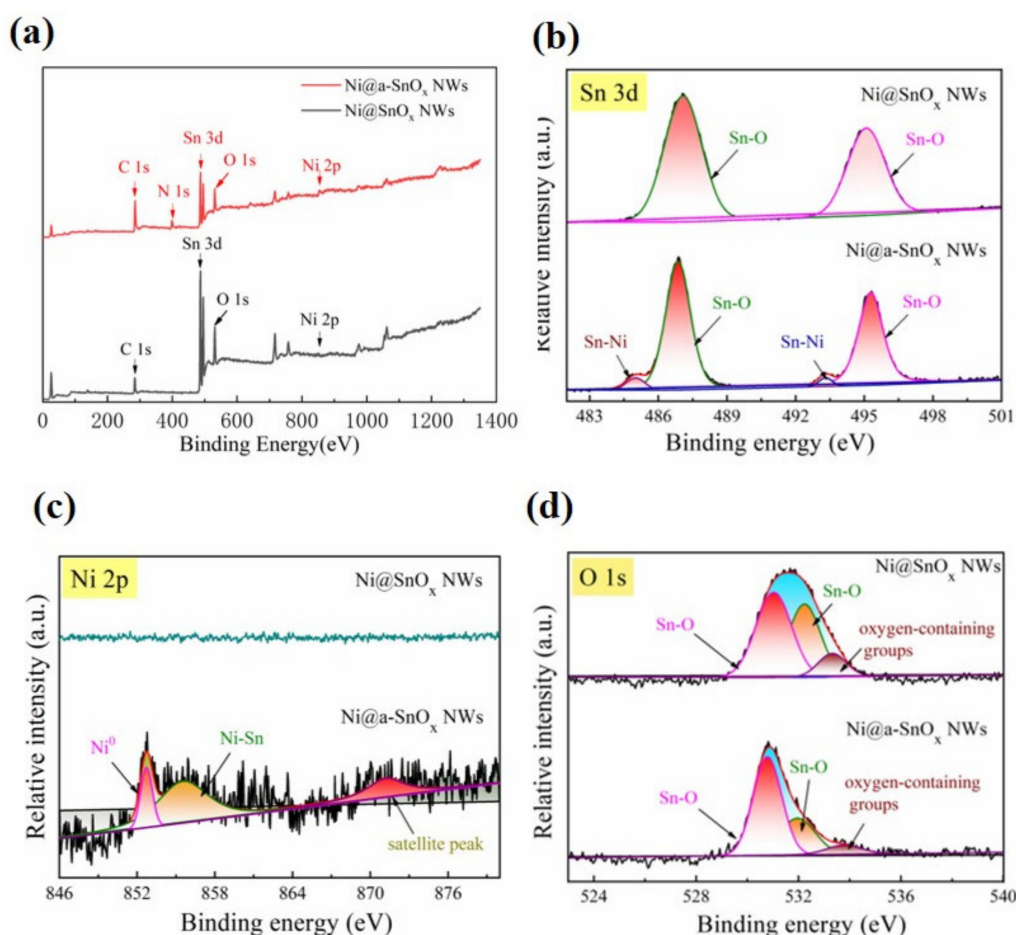 (a)
Ni@a-SnOₓ NWs
Ni@SnOₓ NWs
Sn 3d
C 1s
N 1s
O 1s
Ni 2p
Sn 3d
O 1s
Ni 2p
C 1s
0 200 400 600 800 1000 1200 1400
Binding Energy(eV)
(b)
Sn 3d
Ni@SnOₓ NWs
Sn-O
Sn-O
Ni@a-SnOₓ NWs
Sn-O
Sn-O
Sn-Ni
Sn-Ni
Relative intensity (a.u.)
483 486 489 492 495 498 501
Binding energy (eV)
(c)
Ni 2p
Ni@SnOₓ NWs
Ni@a-SnOₓ NWs
Ni⁰
Ni-Sn
satellite peak
Relative intensity (a.u.)
846 852 858 864 871 876
Binding energy (eV)
(d)
O 1s
Ni@SnOₓ NWs
Sn-O
Sn-O
oxygen-containing
groups
Ni@a-SnOₓ NWs
Sn-O
Sn-O
oxygen-containing
groups
Relative intensity (a.u.)
524 528 532 536 540
Binding energy (eV)